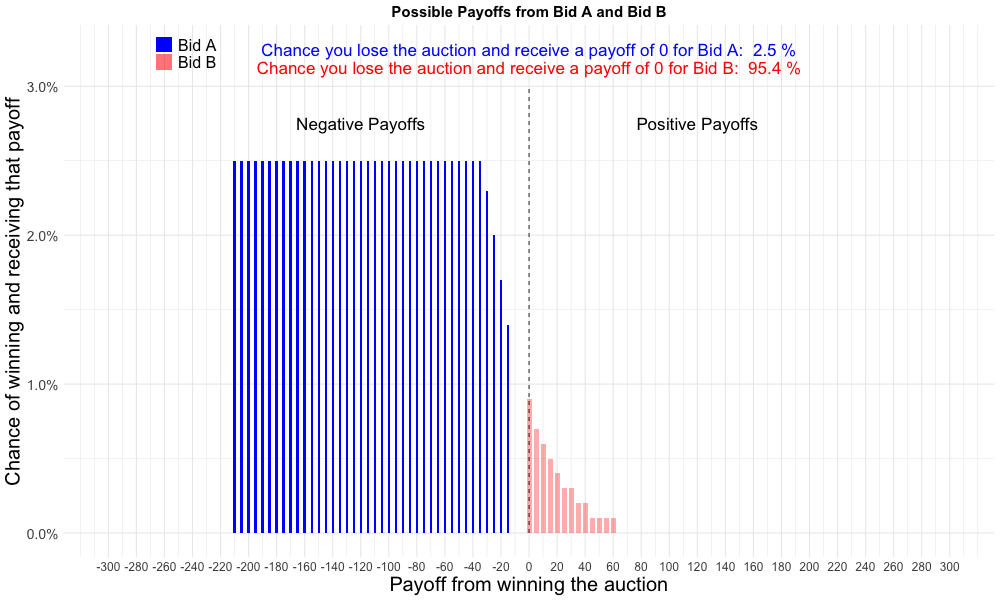 Possible Payoffs from Bid A and Bid B
Bid A
Bid B
Chance you lose the auction and receive a payoff of 0 for Bid A:  2.5 %
Chance you lose the auction and receive a payoff of 0 for Bid B:  95.4 %
Negative Payoffs
Positive Payoffs
Chance of winning and receiving that payoff
3.0%
2.0%
1.0%
0.0%
-300 -280 -260 -240 -220 -200 -180 -160 -140 -120 -100 -80 -60 -40 -20 0 20 40 60 80 100 120 140 160 180 200 220 240 260 280 300
Payoff from winning the auction